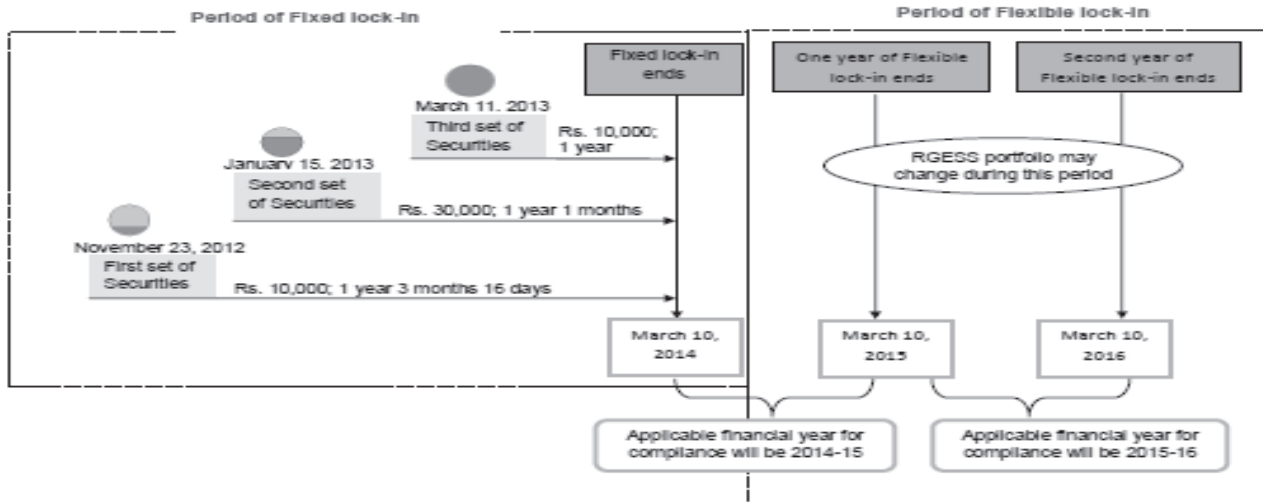 Period of Fixed lock-in
Period of Flexible lock-in
Fixed lock-in
ends
One year of Flexible
lock-in ends
Second year of
Flexible lock-in ends
March 11. 2013
Third set of
Securities
Rs. 10,000;
1 year
January 15. 2013
Second set
of Securities
Rs. 30,000; 1 year 1 months
RGESS portfolio may
change during this period
November 23, 2012
First set of
Securities
Rs. 10,000; 1 year 3 months 16 days
March 10,
2014
March 10,
2015
March 10,
2016
Applicable financial year for
compliance will be 2014-15
Applicable financial year for
compliance will be 2015-16